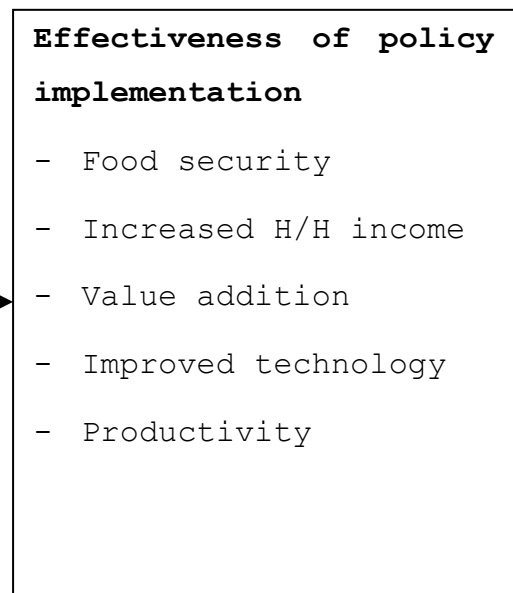 Effectiveness of policy
implementation
- Food security
- Increased H/H income
- Value addition
- Improved technology
- Productivity